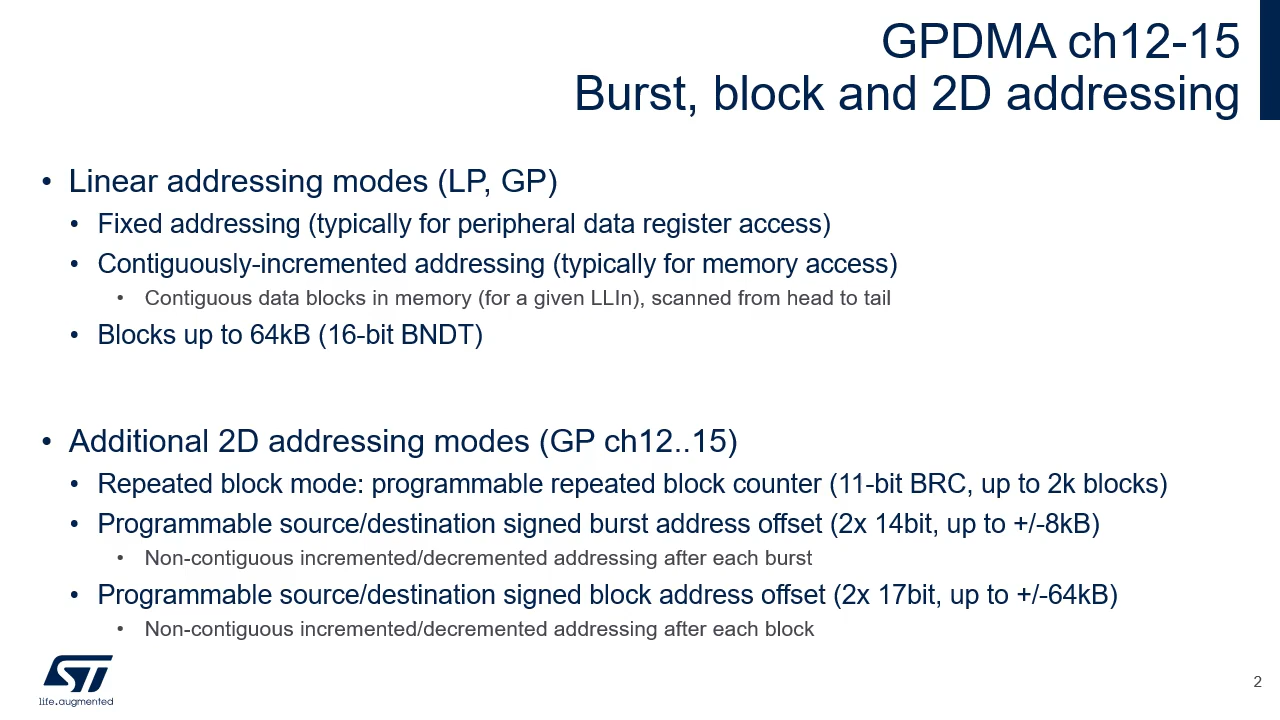 GPDMA ch12-15
Burst, block and 2D addressing
• Linear addressing modes (LP, GP)
• Fixed addressing (typically for peripheral data register access)
• Contiguously-incremented addressing (typically for memory access)
• Contiguous data blocks in memory (for a given LLIn), scanned from head to tail
• Blocks up to 64kB (16-bit BNDT)
• Additional 2D addressing modes (GP ch12..15)
• Repeated block mode: programmable repeated block counter (11-bit BRC, up to 2k blocks)
• Programmable source/destination signed burst address offset (2x 14bit, up to +/-8kB)
• Non-contiguous incremented/decremented addressing after each burst
• Programmable source/destination signed block address offset (2x 17bit, up to +/-64kB)
• Non-contiguous incremented/decremented addressing after each block
ST
life.augmented
2